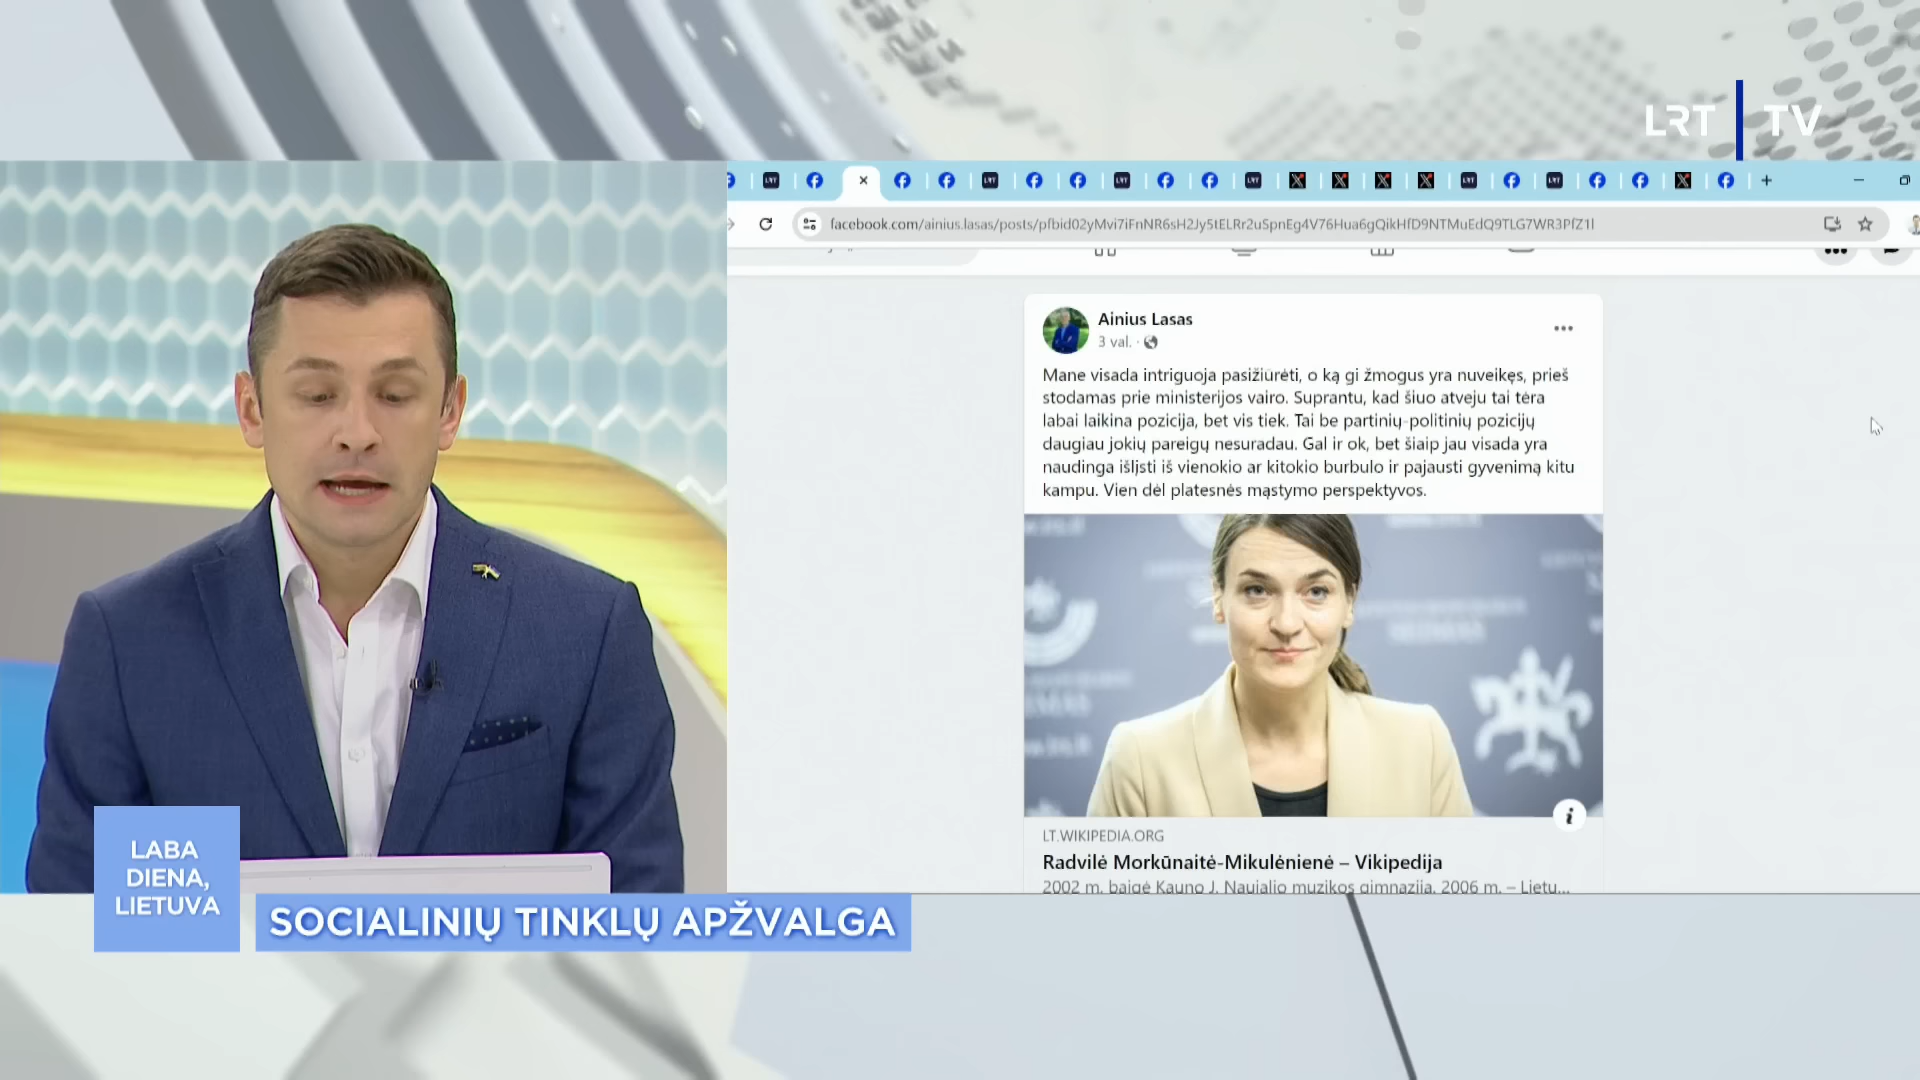 LRT TV
facebook.com/ainius.lasas/posts/pfbid02yMvi7iFnNR6sH2Jy5tELRr2uSpnEg4V76Hua6gQikHfD9NTMuEdQ9TLG7WR3PfZ1l
Ainius Lasas
3 val.
Mane visada intriguoja pasižiūrėti, o ką gi žmogus yra nuveikęs, prieš
stodamas prie ministerijos vairo. Suprantu, kad šiuo atveju tai tėra
labai laikina pozicija, bet vis tiek. Tai be partinių-politinių pozicijų
daugiau jokių pareigų nesuradau. Gal ir ok, bet šiaip jau visada yra
naudinga išlįsti iš vienokio ar kitokio burbulo ir pajausti gyvenimą kitu
kampu. Vien dėl platesnės mąstymo perspektyvos.
SEIMAS
LT.WIKIPEDIA.ORG
Radvilė Morkūnaitė-Mikulėnienė – Vikipedija
2002 m. baigė Kauno J. Naujalio muzikos gimnaziją, 2006 m. – Lietu...
LABA
DIENA,
LIETUVA
SOCIALINIŲ TINKLŲ APŽVALGA